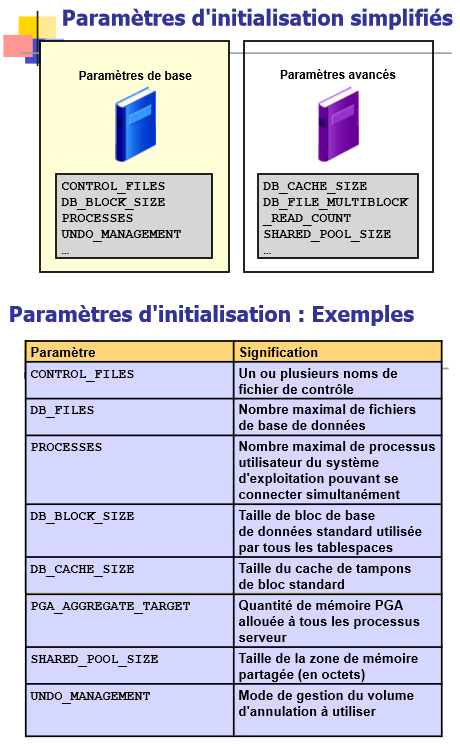 Paramètres d'initialisation simplifiés
Paramètres de base
CONTROL_FILES
DB_BLOCK_SIZE
PROCESSES
UNDO_MANAGEMENT
…
Paramètres avancés
DB_CACHE_SIZE
DB_FILE_MULTIBLOCK
_READ_COUNT
SHARED_POOL_SIZE
…
Paramètres d'initialisation : Exemples
Paramètre
Signification
CONTROL_FILES
Un ou plusieurs noms de
fichier de contrôle
DB_FILES
Nombre maximal de fichiers
de base de données
PROCESSES
Nombre maximal de processus
utilisateur du système
d'exploitation pouvant se
connecter simultanément
DB_BLOCK_SIZE
Taille de bloc de base
de données standard utilisée
par tous les tablespaces
DB_CACHE_SIZE
Taille du cache de tampons
de bloc standard
PGA_AGGREGATE_TARGET
Quantité de mémoire PGA
allouée à tous les processus
serveur
SHARED_POOL_SIZE
Taille de la zone de mémoire
partagée (en octets)
UNDO_MANAGEMENT
Mode de gestion du volume
d'annulation à utiliser